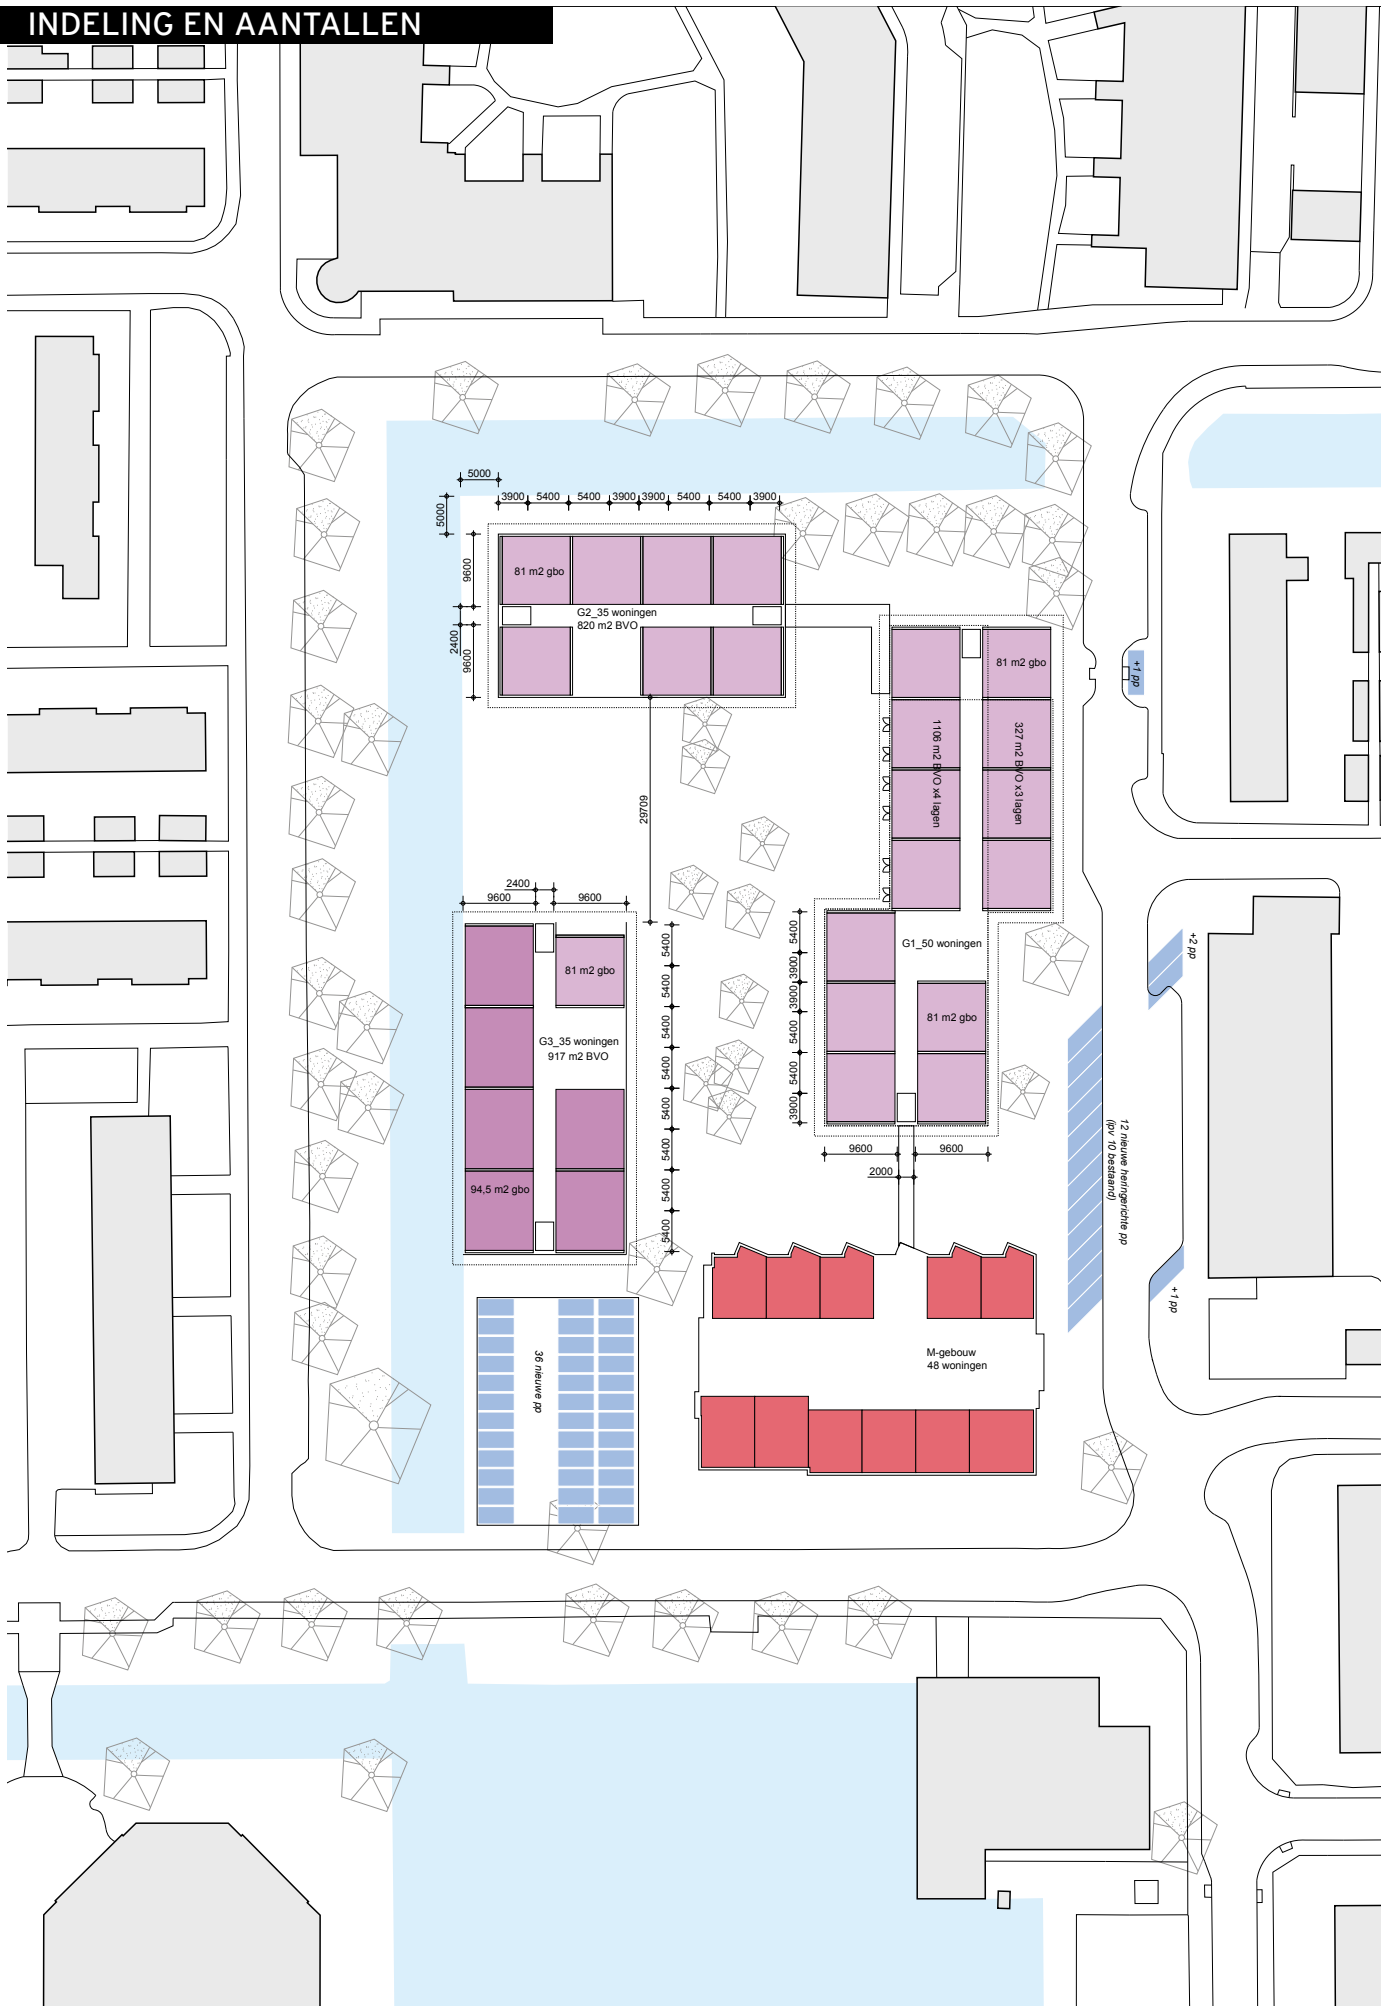 INDELING EN AANTALLEN
5000
3900 5400 5400 3900 3900 5400 5400 3900
5000
9600
2400
9600
81 m2 gbo
G2_35 woningen
820 m2 BVO
81 m2 gbo
1106 m2 BVO x4 lagen
327 m2 BVO x3 lagen
+1 pp
29709
2400
9600
9600
81 m2 gbo
G3_35 woningen
917 m2 BVO
94,5 m2 gbo
5400
5400
5400
5400
5400
5400
5400
5400
5400
3900
3900
5400
5400
3900
G1_50 woningen
81 m2 gbo
9600
9600
2000
+2 pp
12 nieuwe heringerichte pp
(ipv 10 bestaand)
+1 pp
36 nieuwe pp
M-gebouw
48 woningen